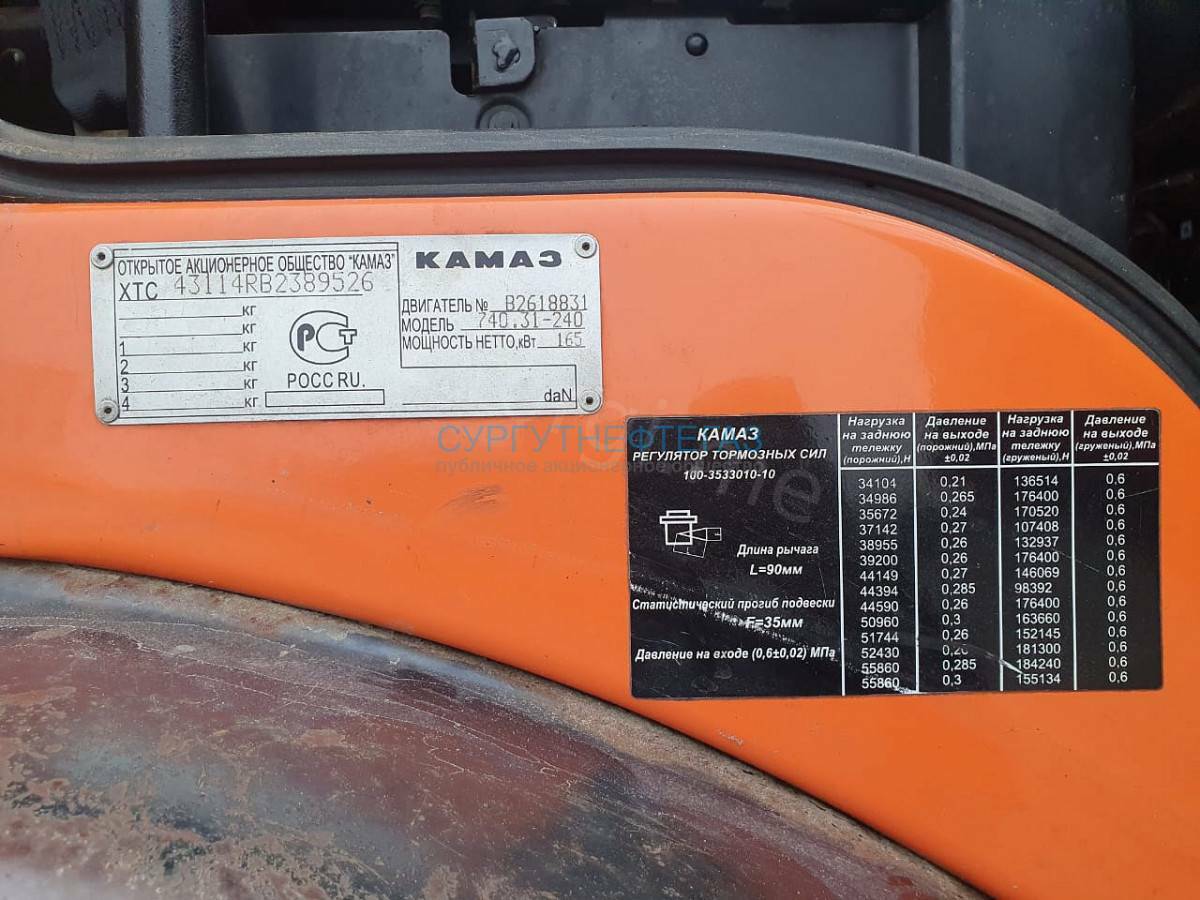 ОТКРЫТОЕ АКЦИОНЕРНОЕ ОБЩЕСТВО "КАМАЗ"
ХТС 43114RB2389526
кг
кг
1 кг
2 кг
3 кг
4 кг
РСТ
РОСС RU.
КАМАЗ
ДВИГАТЕЛЬ № B2618831
МОДЕЛЬ 740.31-240
МОЩНОСТЬ НЕТТО,кВт 165
daN
СУРГУТНЕФТЕГАЗ
публичное акционерное общество
КАМАЗ
РЕГУЛЯТОР ТОРМОЗНЫХ СИЛ
100-3533010-10
Длина рычага
L=90мм
Статистический прогиб подвески
F=35мм
Давление на входе (0,6±0,02) МПа
Нагрузка на заднюю тележку (порожний),Н
Давление на выходе (порожний),МПа ±0,02
Нагрузка на заднюю тележку (груженый),Н
Давление на выходе (груженый),МПа ±0,02
34104 0,21 136514 0,6
34986 0,265 176400 0,6
35672 0,24 170520 0,6
37142 0,27 107408 0,6
38955 0,26 132937 0,6
39200 0,26 176400 0,6
44149 0,27 146069 0,6
44394 0,285 98392 0,6
44590 0,26 176400 0,6
50960 0,3 163660 0,6
51744 0,26 152145 0,6
52430 0,26 181300 0,6
55860 0,285 184240 0,6
55860 0,3 155134 0,6